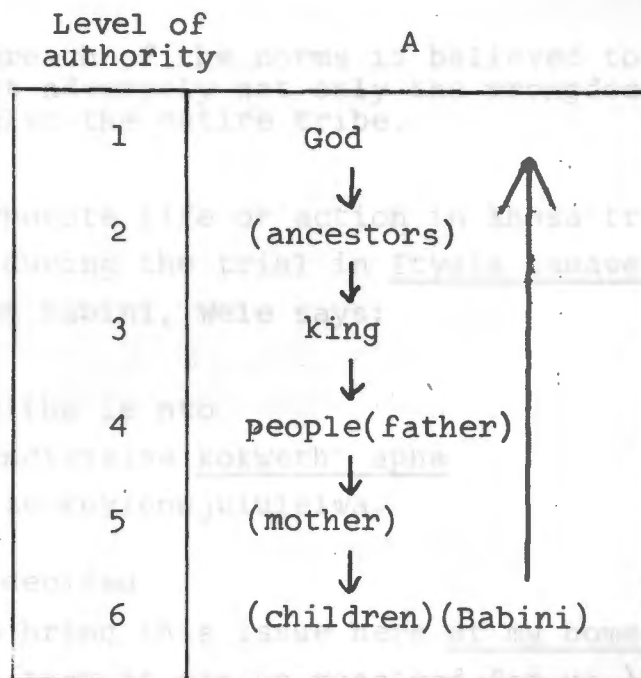 Level of
authority A
1 God
2 (ancestors)
3 king
4 people(father)
5 (mother)
6 (children)(Babini)